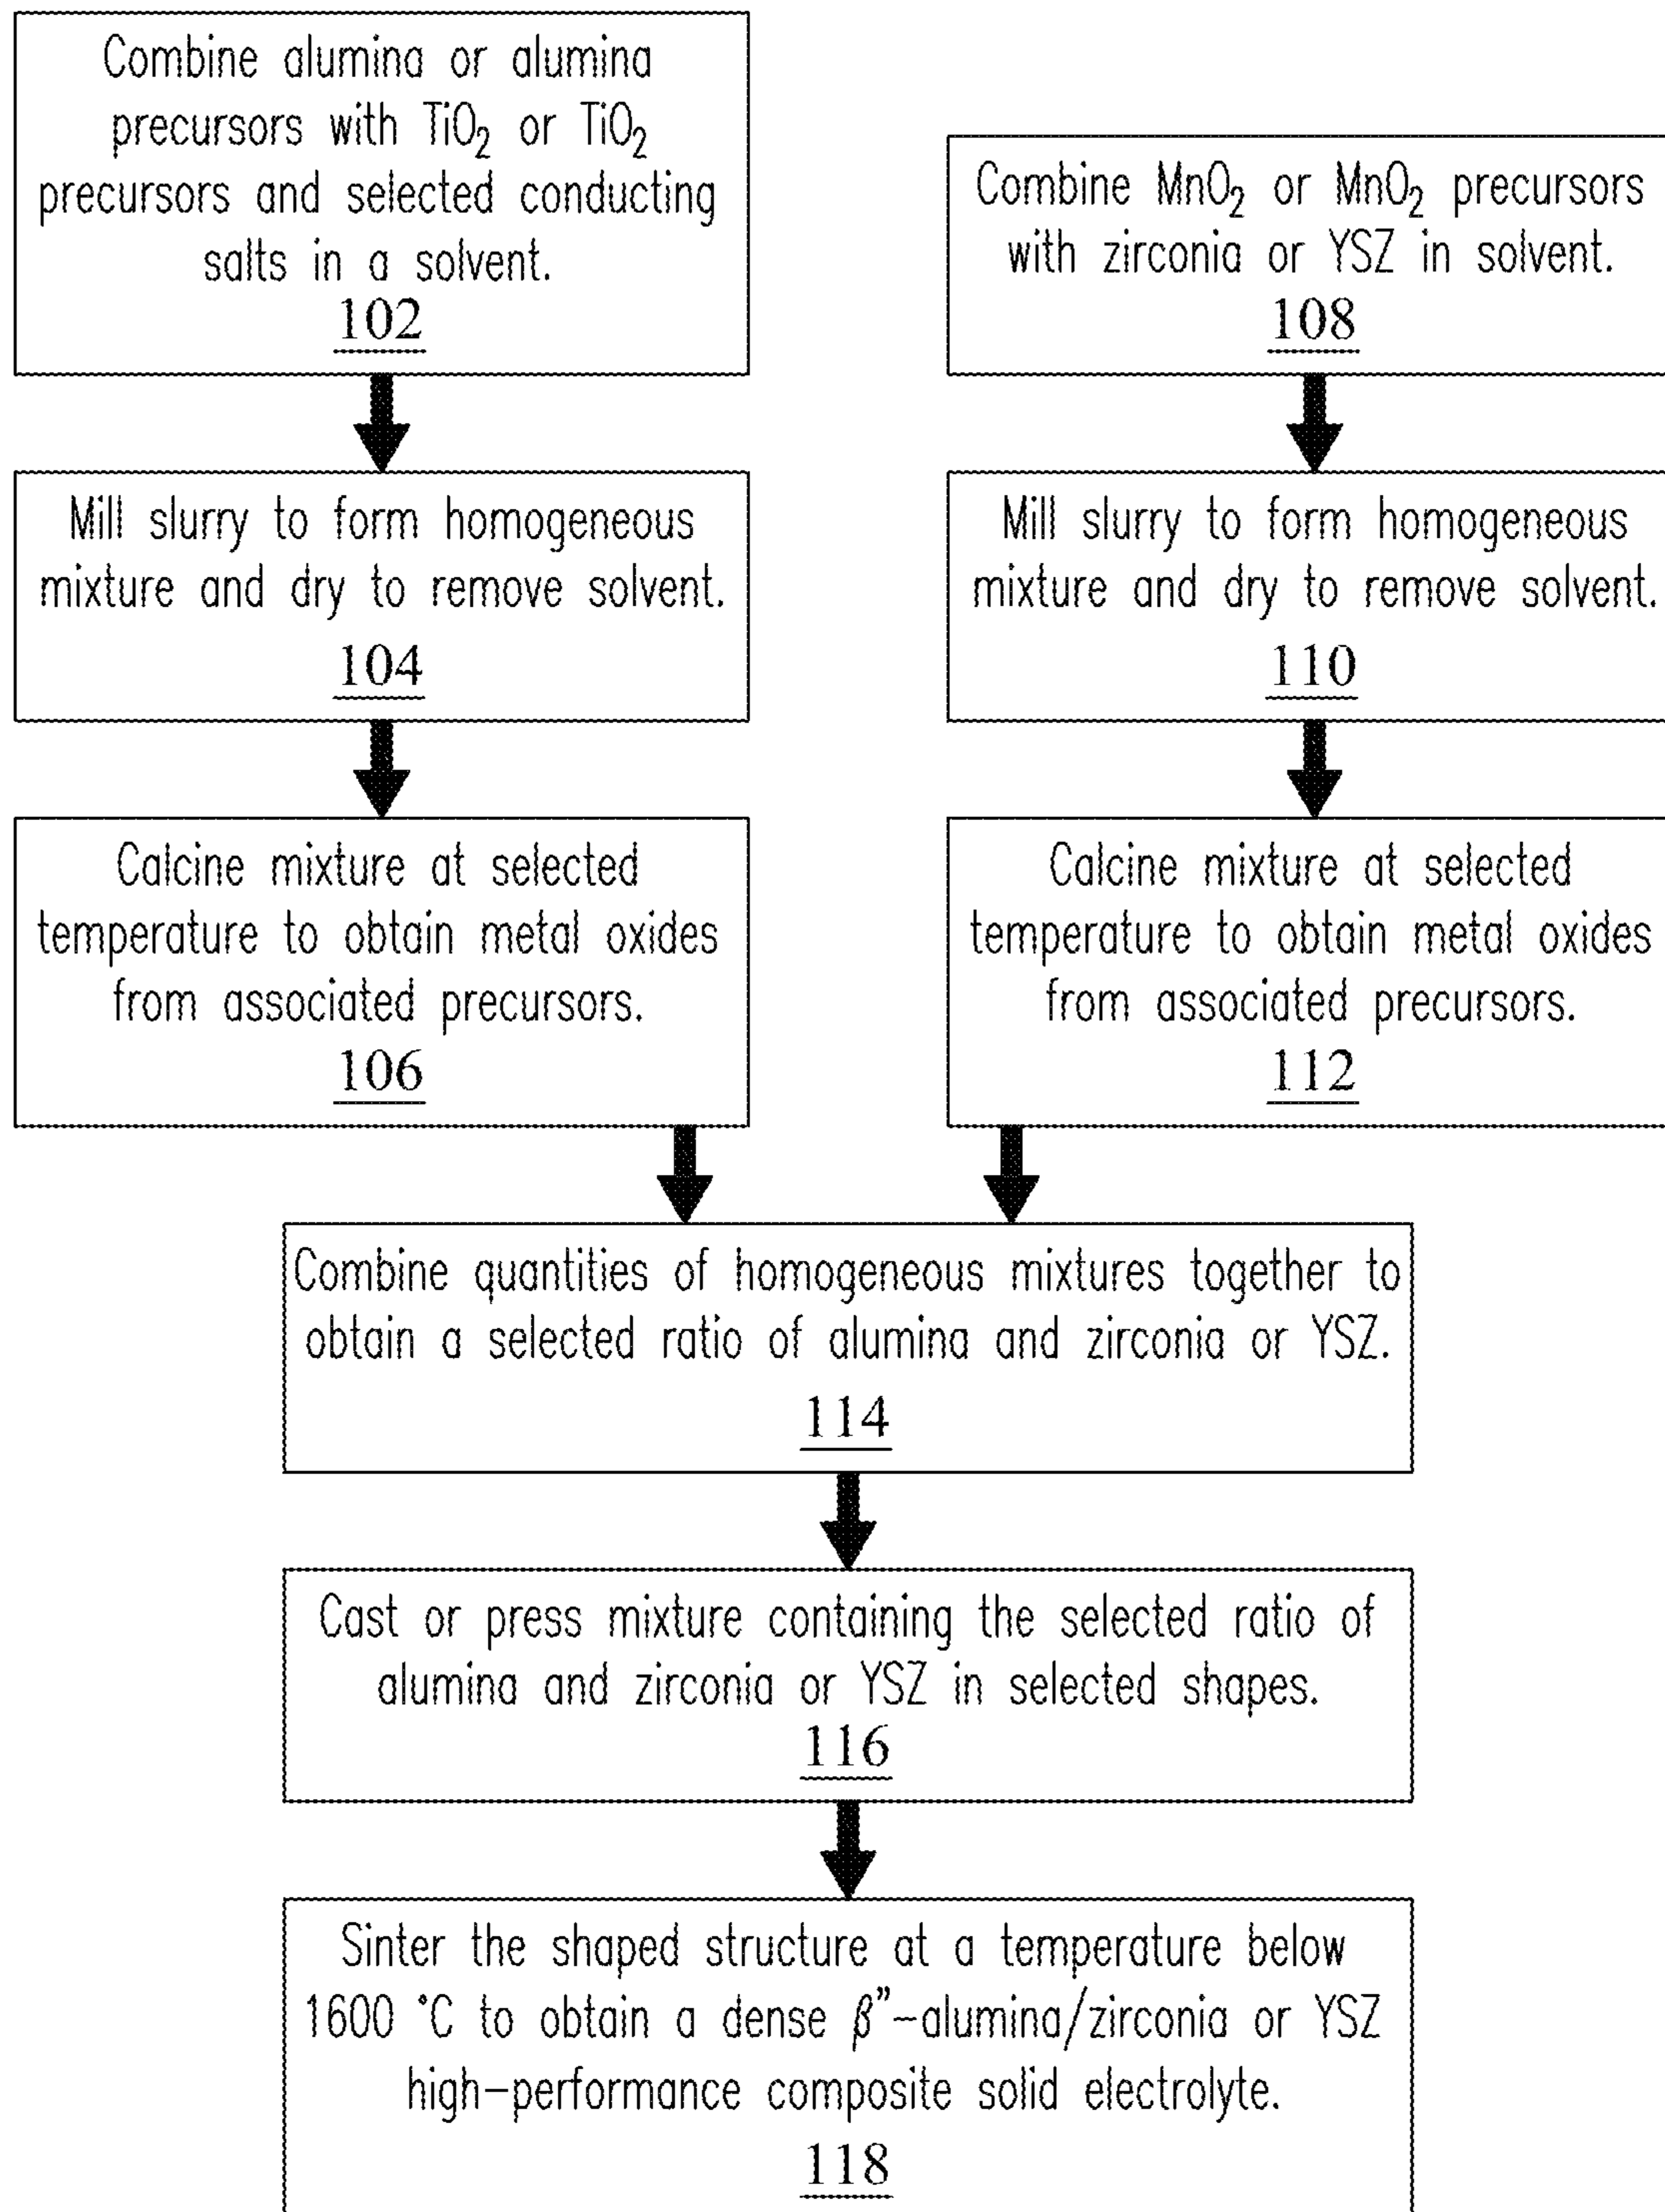 Combine alumina or alumina
precursors with TiO₂ or TiO₂
precursors and selected conducting
salts in a solvent.
102
Mill slurry to form homogeneous
mixture and dry to remove solvent.
104
Calcine mixture at selected
temperature to obtain metal oxides
from associated precursors.
106
Combine MnO₂ or MnO₂ precursors
with zirconia or YSZ in solvent.
108
Mill slurry to form homogeneous
mixture and dry to remove solvent.
110
Calcine mixture at selected
temperature to obtain metal oxides
from associated precursors.
112
Combine quantities of homogeneous mixtures together to
obtain a selected ratio of alumina and zirconia or YSZ.
114
Cast or press mixture containing the selected ratio of
alumina and zirconia or YSZ in selected shapes.
116
Sinter the shaped structure at a temperature below
1600 °C to obtain a dense β”-alumina/zirconia or YSZ
high-performance composite solid electrolyte.
118